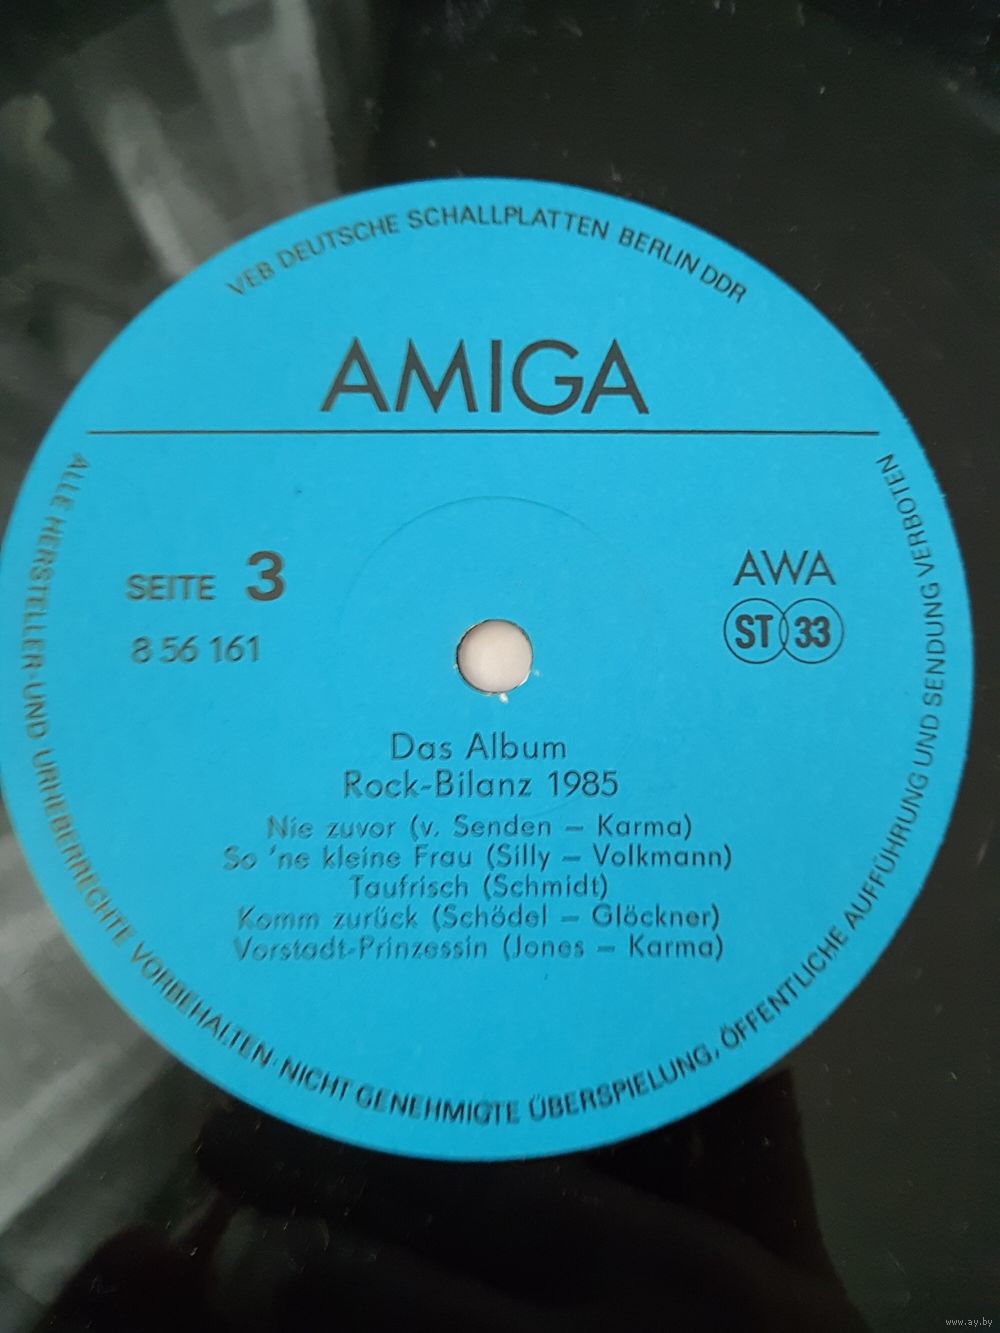 VEB DEUTSCHE SCHALLPLATTEN BERLIN DDR
AMIGA
SEITE 3
8 56 161
AWA
ST 33
Das Album
Rock-Bilanz 1985
Nie zuvor (v. Senden – Karma)
So 'ne kleine Frau (Silly – Volkmann)
Taufrisch (Schmidt)
Komm zurück (Schödel – Glöckner)
Vorstadt-Prinzessin (Jones – Karma)
ALLE HERSTELLER-UND URHEBERRECHTE VORBEHALTEN·NICHT GENEHMIGTE ÜBERSPIELUNG, ÖFFENTLICHE AUFFÜHRUNG UND SENDUNG VERBOTEN
www.ay.by